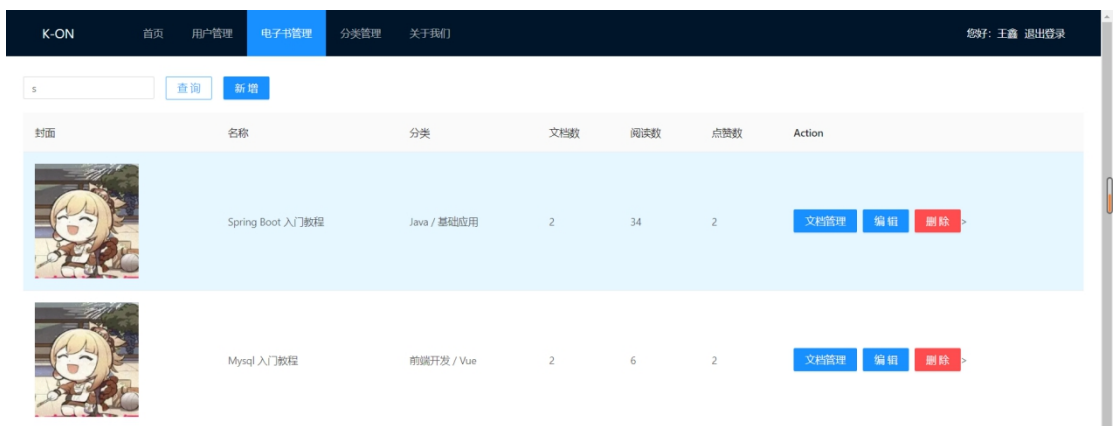 K-ON 首页 用户管理 电子书管理 分类管理 关于我们 您好：王鑫 退出登录
s 查询 新增
封面 名称 分类 文档数 阅读数 点赞数 Action
Spring Boot 入门教程 Java / 基础应用 2 34 2 文档管理 编辑 删除 >
Mysql 入门教程 前端开发 / Vue 2 6 2 文档管理 编辑 删除 >